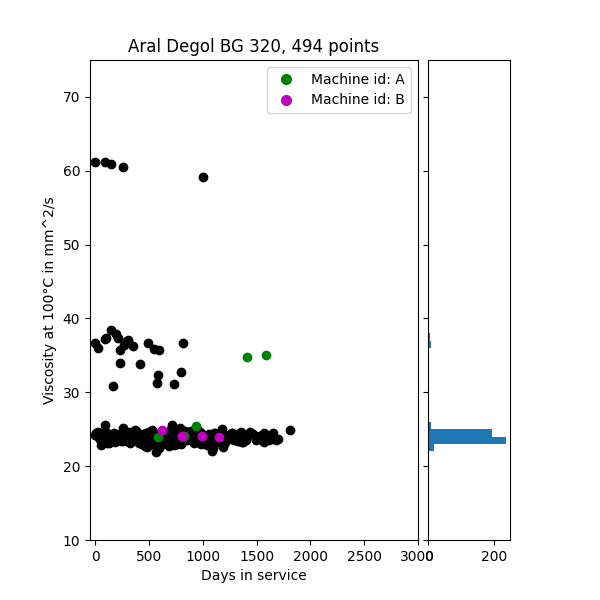 Aral Degol BG 320, 494 points
Machine id: A
Machine id: B
Viscosity at 100°C in mm^2/s
70
60
50
40
30
20
10
0 500 1000 1500 2000 2500 3000
0 200
Days in service